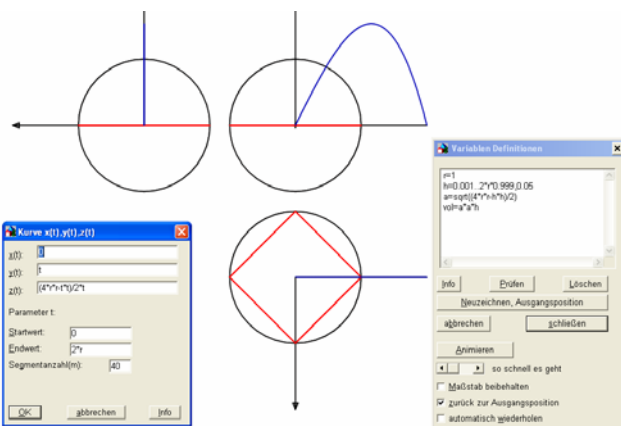 Variablen Definitionen
r=1
h=0.001...2*r*0.999,0.05
a=sqrt((4*r*r-h*h)/2)
vol=a*a*h
Info Prüfen Löschen
Neuzeichnen, Ausgangsposition
abbrechen schließen
Animieren
so schnell es geht
Maßstab beibehalten
zurück zur Ausgangsposition
automatisch wiederholen
Kurve x(t),y(t),z(t)
x(t): 0
y(t): t
z(t): (4*r*r-t*t)/2*t
Parameter t:
Startwert: 0
Endwert: 2*r
Segmentanzahl(m): 40
OK abbrechen Info